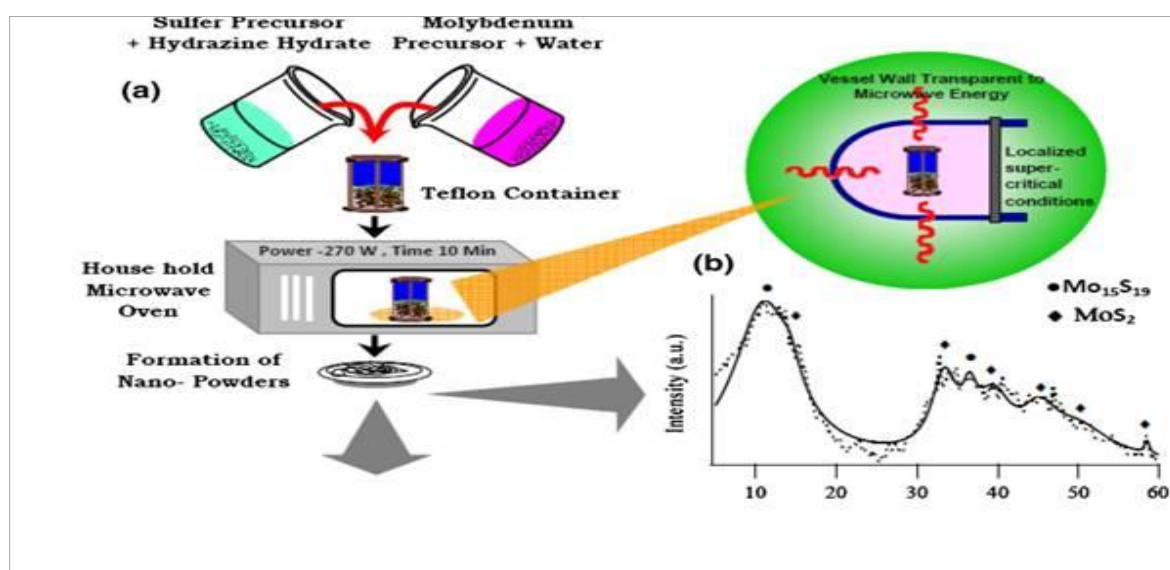 Sulfer Precursor
+ Hydrazine Hydrate
Molybdenum
Precursor + Water
(a)
Teflon Container
Power -270 W , Time 10 Min
House hold
Microwave
Oven
Formation of
Nano- Powders
Vessel Wall Transparent to
Microwave Energy
Localized
super-
critical
conditions
(b)
Mo₁₅S₁₉
MoS₂
Intensity (a.u.)
10 20 30 40 50 60